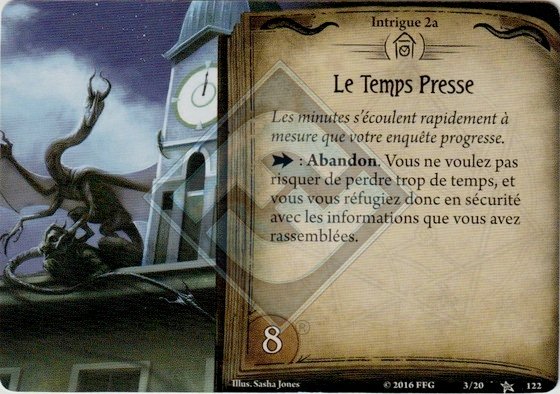 Intrigue 2a
Le Temps Presse
Les minutes s'écoulent rapidement à
mesure que votre enquête progresse.
: Abandon. Vous ne voulez pas
risquer de perdre trop de temps, et
vous vous réfugiez donc en sécurité
avec les informations que vous avez
rassemblées.
8
®
Illus. Sasha Jones © 2016 FFG 3/20 122